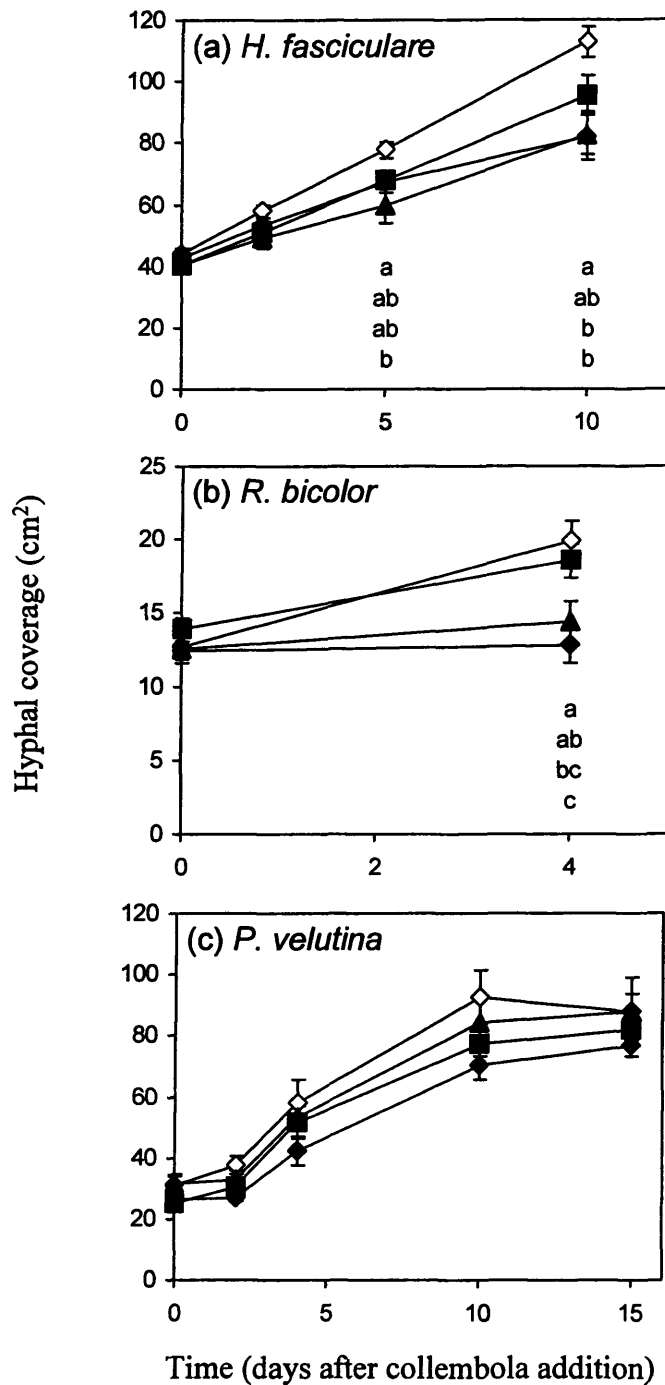 120
(a) H. fasciculare
100
80
60
40
20
0
a a
ab ab
ab b
b b
0 5 10
25
(b) R. bicolor
20
15
10
5
0
a
ab
bc
c
0 2 4
Hyphal coverage (cm²)
120
(c) P. velutina
100
80
60
40
20
0
0 5 10 15
Time (days after collembola addition)